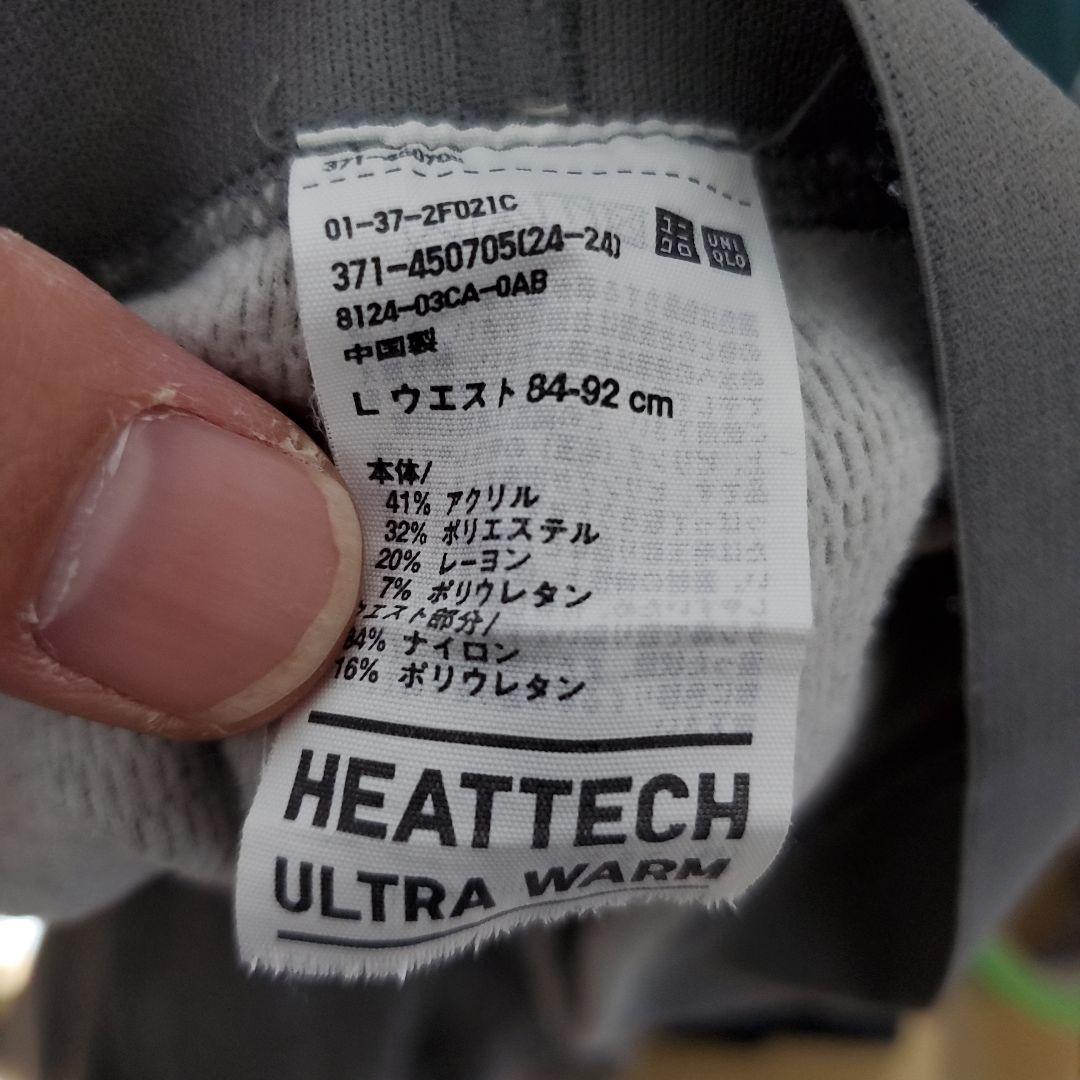 01-37-2F021C
371-450705(24-24)
ユニクロ
UNIQLO
8124-03CA-0AB
中国製
L ウエスト 84-92 cm
本体/
41% アクリル
32% ポリエステル
20% レーヨン
7% ポリウレタン
ウエスト部分/
84% ナイロン
16% ポリウレタン
HEATTECH
ULTRA WARM